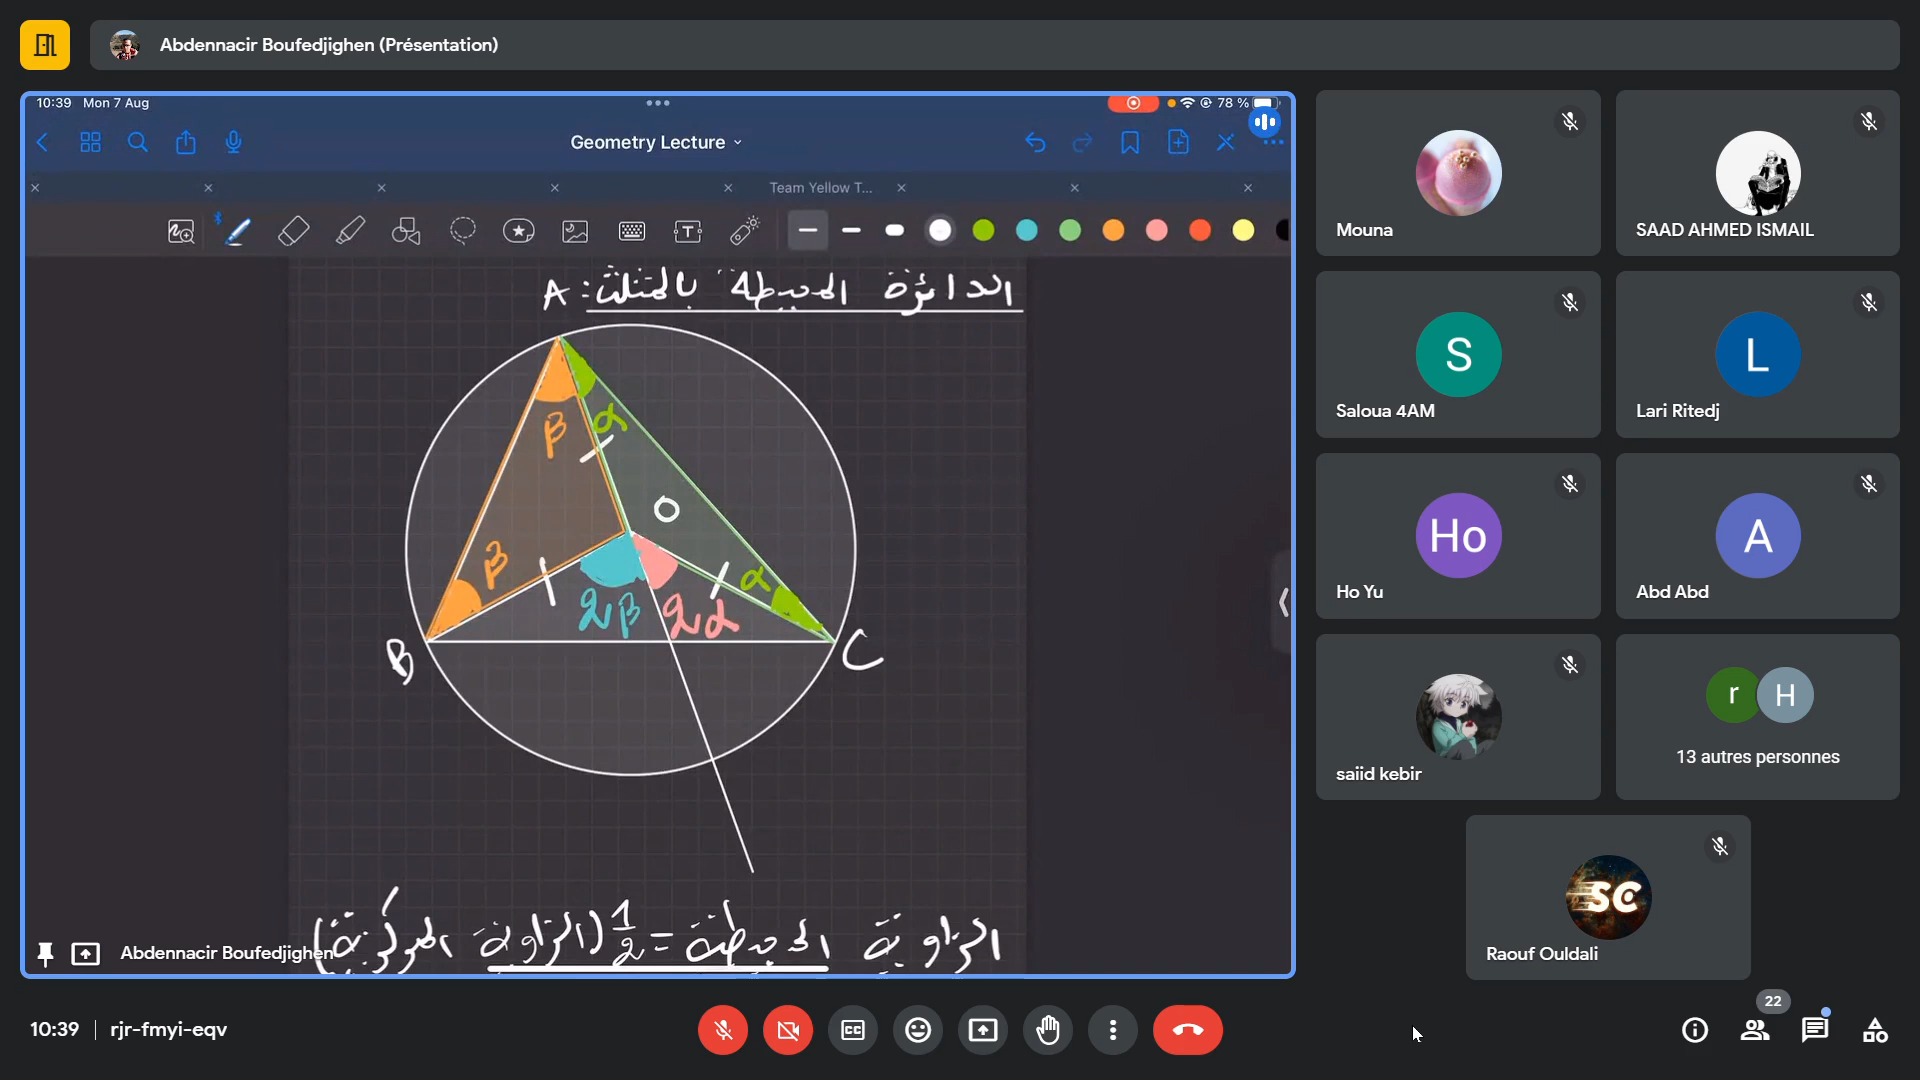 Abdennacir Boufedjighen (Présentation)
10:39 Mon 7 Aug
78 %
Geometry Lecture
Team Yellow T...
الدائرة المحيطة بالمثلث:
A
β
α
O
β
α
2β
2α
B
C
الزاوية المحيطية = 1/2 (الزاوية المركزية)
Abdennacir Boufedjighen
Mouna
SAAD AHMED ISMAIL
S
Saloua 4AM
L
Lari Ritedj
Ho
Ho Yu
A
Abd Abd
saiid kebir
r
H
13 autres personnes
SC
Raouf Ouldali
10:39 | rjr-fmyi-eqv
22